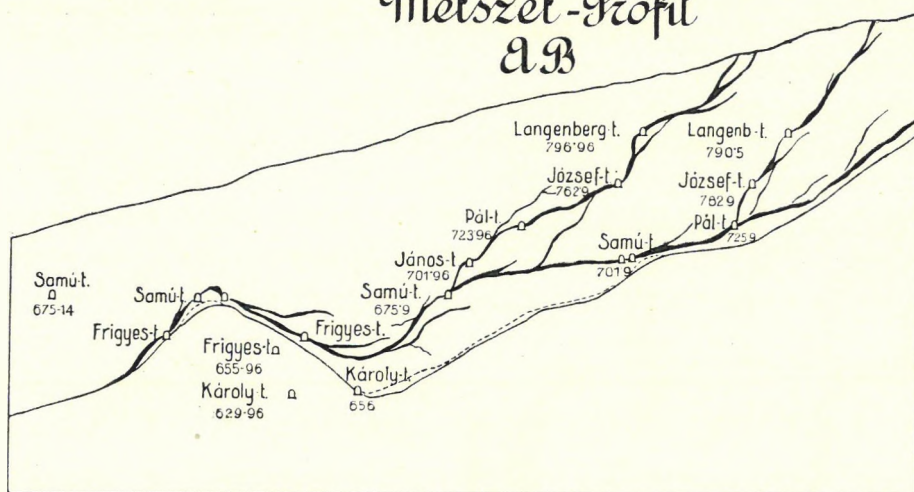 Metszet-Profil
AB
Langenberg-t.
796·96
Langenb-t.
790·5
József-t.
762·9
József-t.
782·9
Pál-t.
723·96
Pál-t.
725·9
Samú-t
701·9
János-t
701·96
Samú-t.
675·9
Samú-t.
675·14
Samú-t.
Frigyes-t.
Frigyes-t.
Frigyes-t
655·96
Károly-t.
656
Károly-t.
629·96